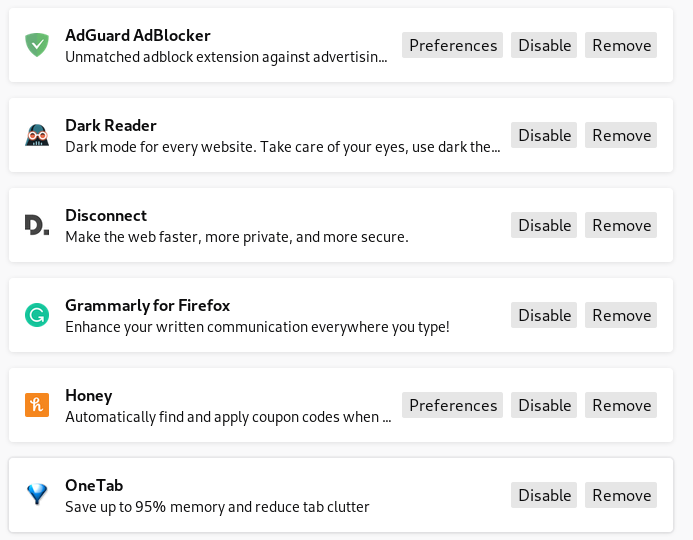 AdGuard AdBlocker
Unmatched adblock extension against advertisin...
Preferences Disable Remove
Dark Reader
Dark mode for every website. Take care of your eyes, use dark the...
Disable Remove
D.
Disconnect
Make the web faster, more private, and more secure.
Disable Remove
G
Grammarly for Firefox
Enhance your written communication everywhere you type!
Disable Remove
h
Honey
Automatically find and apply coupon codes when ...
Preferences Disable Remove
OneTab
Save up to 95% memory and reduce tab clutter
Disable Remove